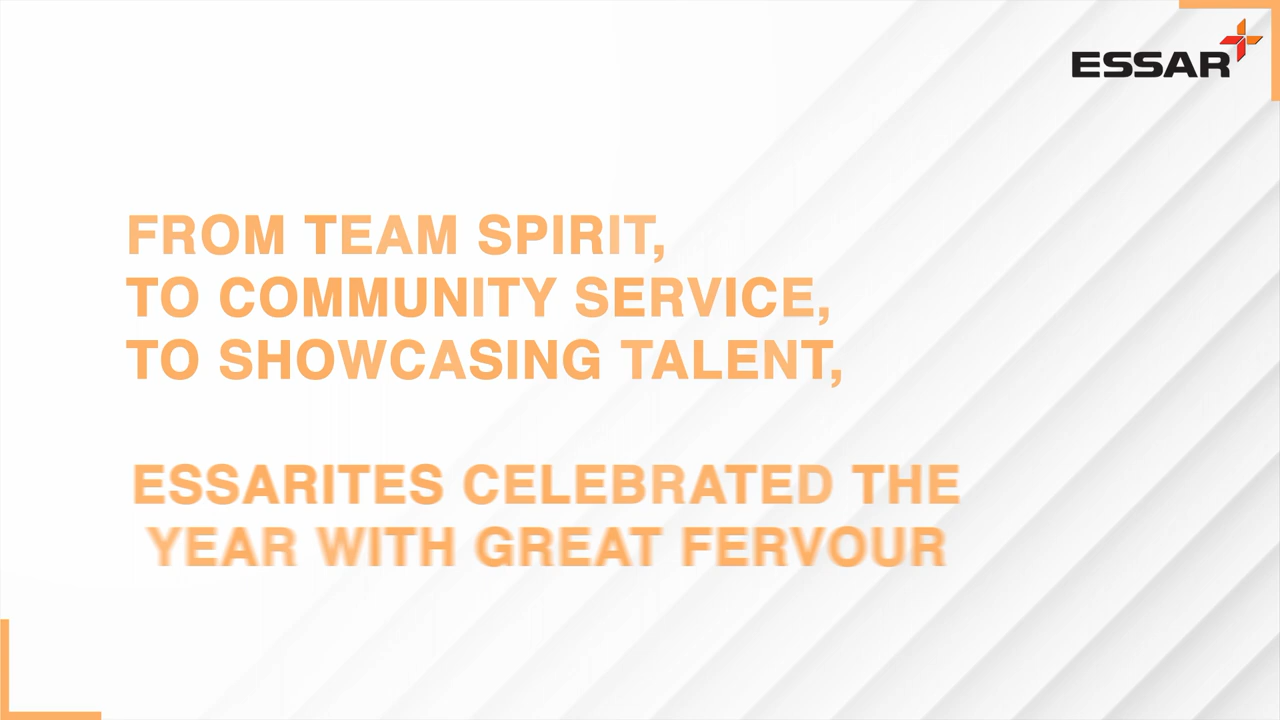 ESSAR
FROM TEAM SPIRIT,
TO COMMUNITY SERVICE,
TO SHOWCASING TALENT,
ESSARITES CELEBRATED THE
YEAR WITH GREAT FERVOUR